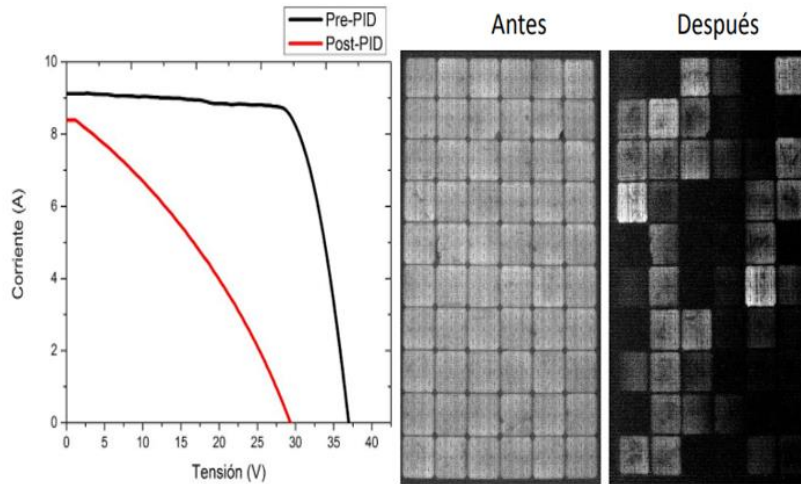 Pre-PID
Post-PID
Antes
Después
10
8
6
4
2
0
Corriente (A)
0 5 10 15 20 25 30 35 40
Tensión (V)